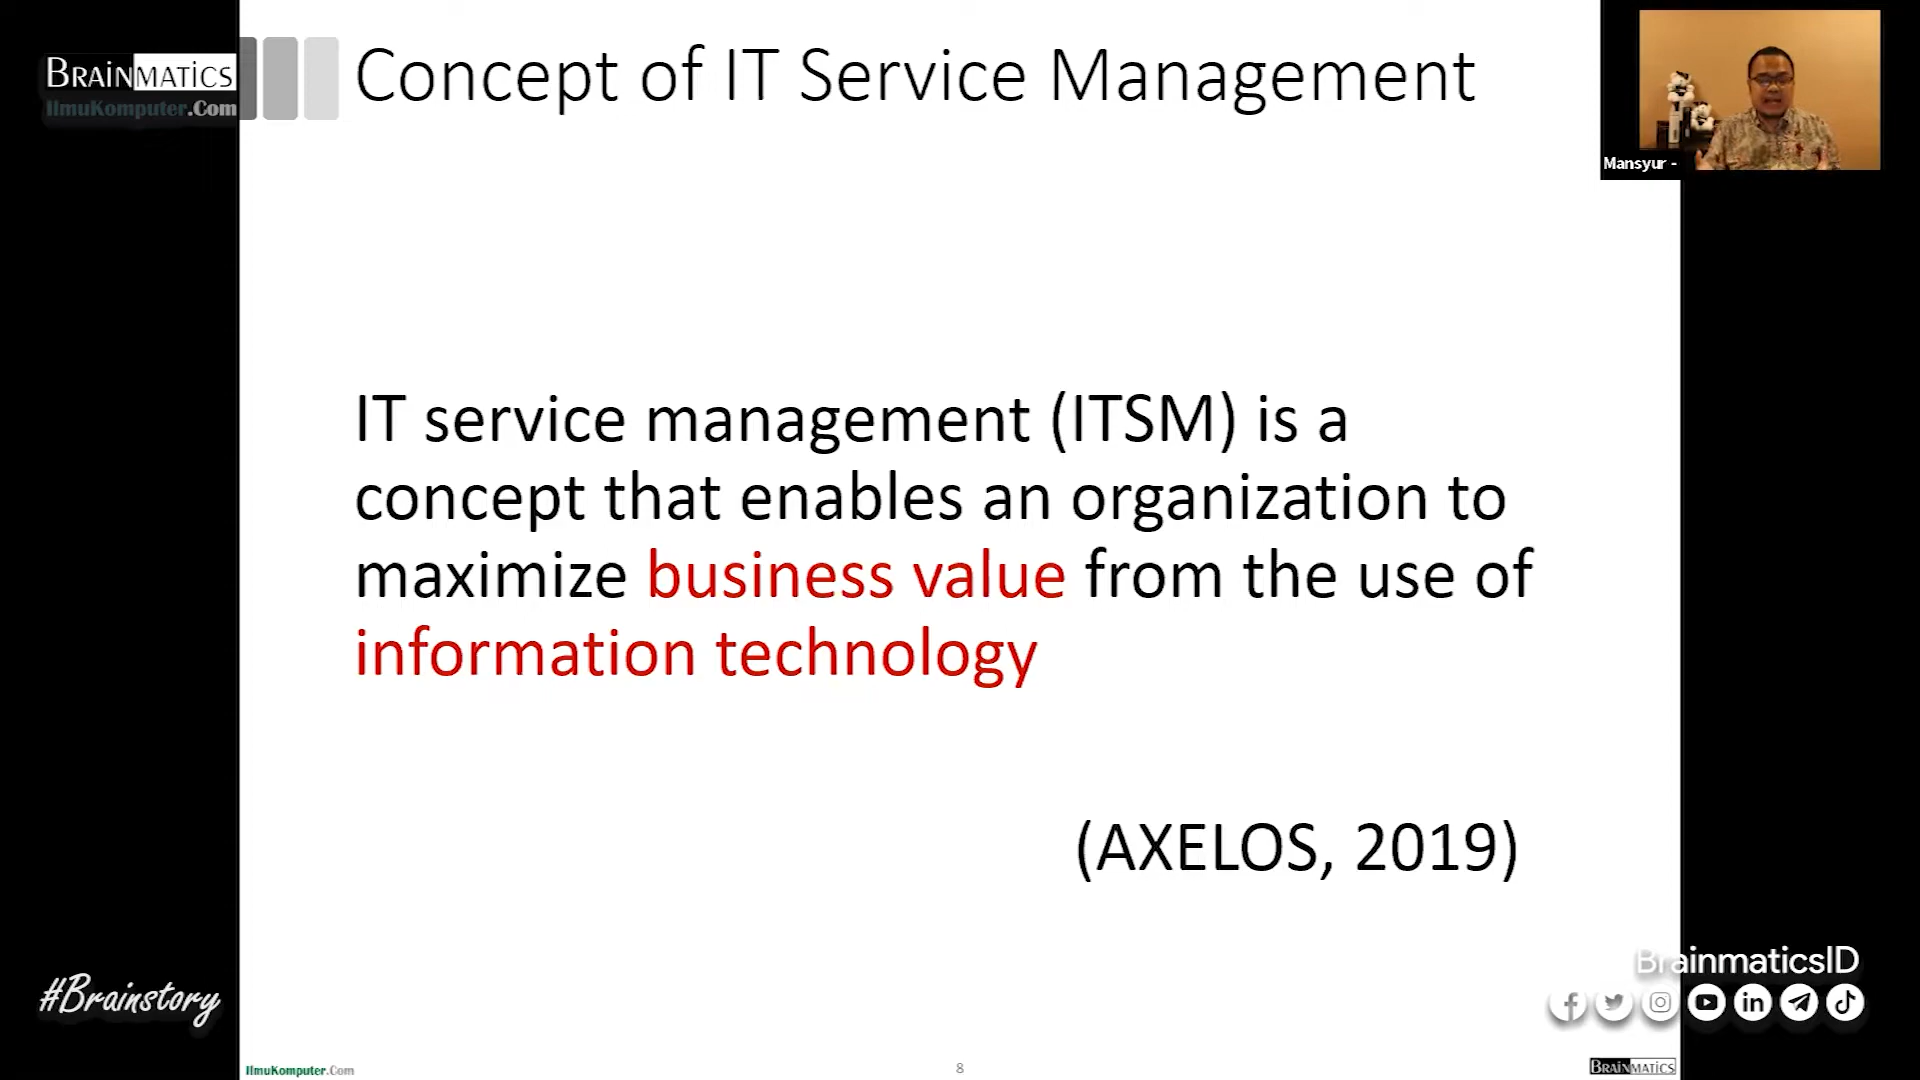 BRAINMATICS
IlmuKomputer.Com
Concept of IT Service Management
Mansyur -
IT service management (ITSM) is a
concept that enables an organization to
maximize business value from the use of
information technology
(AXELOS, 2019)
#Brainstory
BrainmaticsID
IlmuKomputer.Com
8
BRAINMATICS